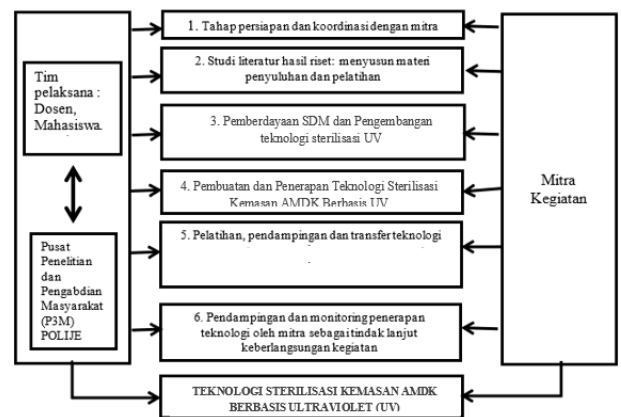 1. Tahap persiapan dan koordinasi dengan mitra
2. Studi literatur hasil riset: menyusun materi
penyuluhan dan pelatihan
Tim
pelaksana :
Dosen,
Mahasiswa
3. Pemberdayaan SDM dan Pengembangan
teknologi sterilisasi UV
4. Pembuatan dan Penerapan Teknologi Sterilisasi
Kemasan AMDK Berbasis UV
Mitra
Kegiatan
5. Pelatihan, pendampingan dan transfer teknologi
Pusat
Penelitian
dan
Pengabdian
Masyarakat
(P3M)
POLIJE
6. Pendampingan dan monitoring penerapan
teknologi oleh mitra sebagai tindak lanjut
keberlangsungan kegiatan
TEKNOLOGI STERILISASI KEMASAN AMDK
BERBASIS ULTRAVIOLET (UV)